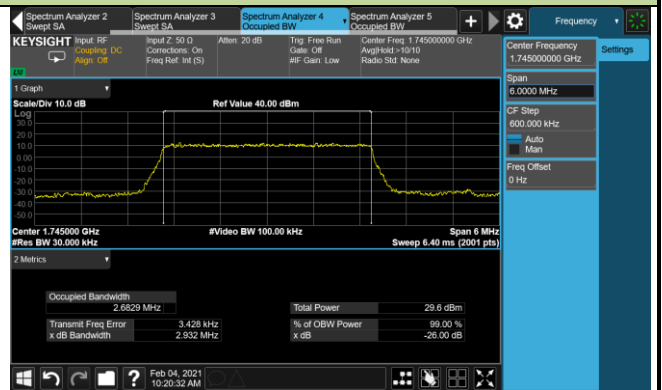 Spectrum Analyzer 2
Swept SA
Spectrum Analyzer 3
Swept SA
Spectrum Analyzer 4
Occupied BW
Spectrum Analyzer 5
Occupied BW
+
Frequency
KEYSIGHT
Input: RF
Coupling: DC
Align: Off
Input Z: 50 Ω
Corrections: On
Freq Ref: Int (S)
Atten: 20 dB
Trig: Free Run
Gate: Off
#IF Gain: Low
Center Freq: 1.745000000 GHz
Avg|Hold:>10/10
Radio Std: None
LW
Center Frequency
1.745000000 GHz
Settings
Span
6.0000 MHz
CF Step
600.000 kHz
Auto
Man
Freq Offset
0 Hz
1 Graph
Scale/Div 10.0 dB
Ref Value 40.00 dBm
Log
30.0
20.0
10.0
0.00
-10.0
-20.0
-30.0
-40.0
-50.0
Center 1.745000 GHz
#Video BW 100.00 kHz
Span 6 MHz
#Res BW 30.000 kHz
Sweep 6.40 ms (2001 pts)
2 Metrics
Occupied Bandwidth
2.6829 MHz
Total Power
29.6 dBm
Transmit Freq Error
3.428 kHz
% of OBW Power
99.00 %
x dB Bandwidth
2.932 MHz
x dB
-26.00 dB
?
Feb 04, 2021
10:20:32 AM